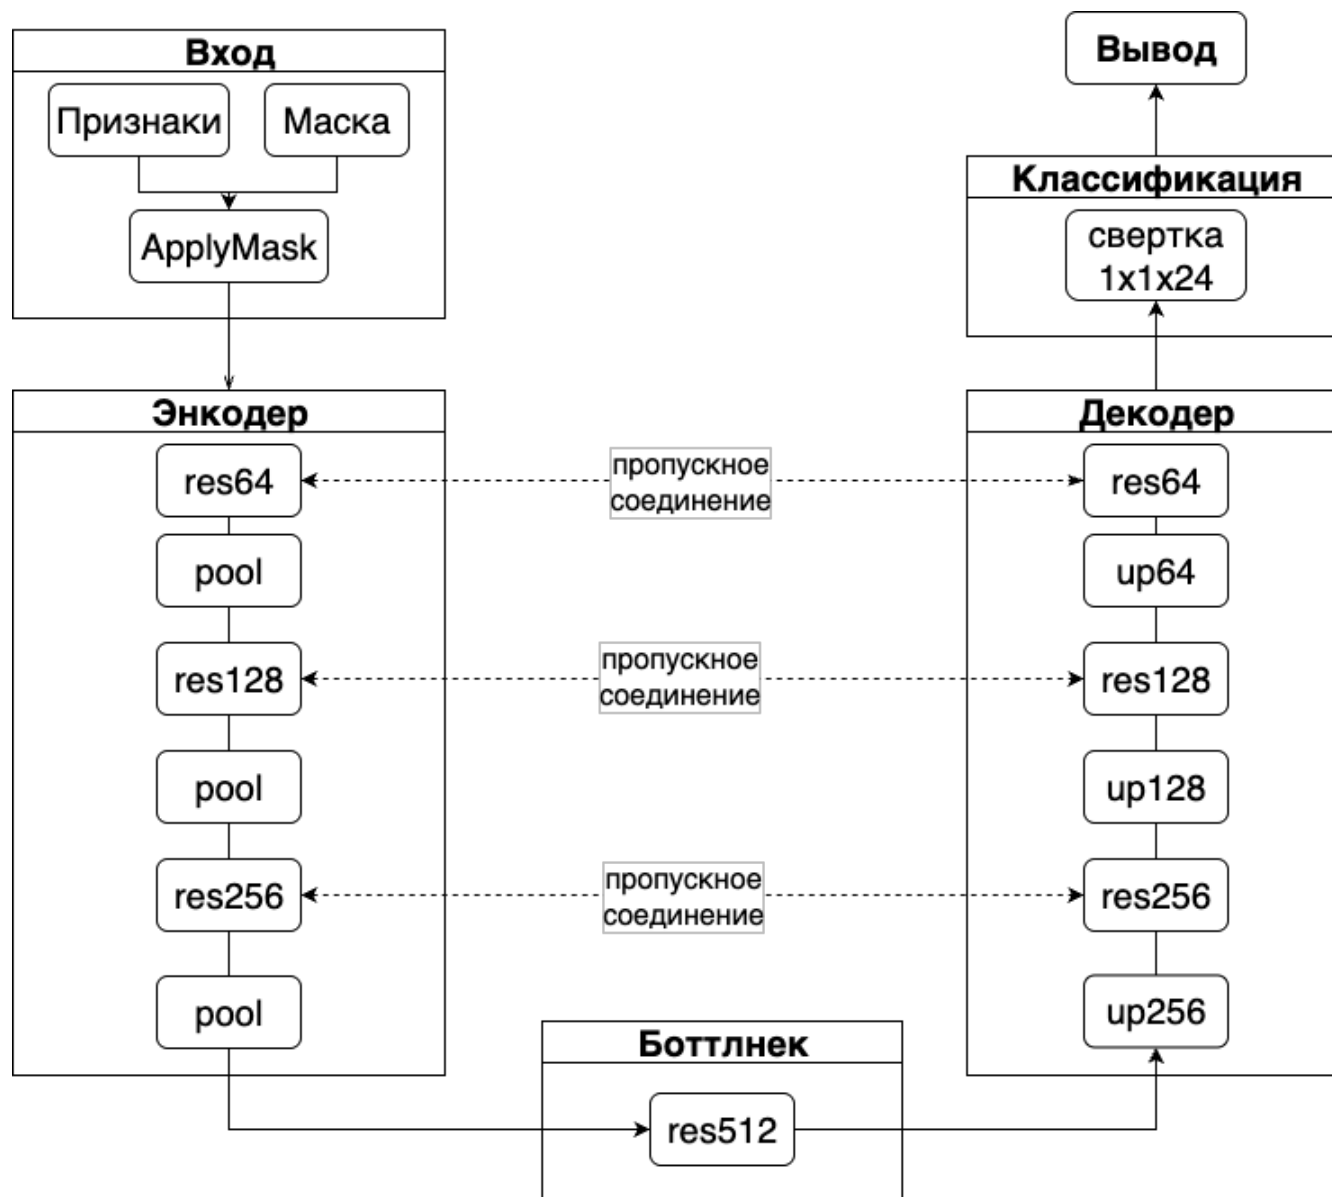 Вход
Признаки
Маска
ApplyMask
Энкодер
res64
pool
res128
pool
res256
pool
пропускное
соединение
пропускное
соединение
пропускное
соединение
Боттлнек
res512
Вывод
Классификация
свертка
1x1x24
Декодер
res64
up64
res128
up128
res256
up256